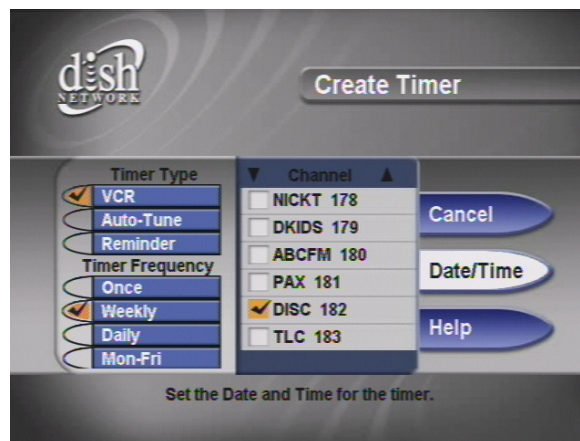 dish
NETWORK
Create Timer
Timer Type
VCR
Auto-Tune
Reminder
Timer Frequency
Once
Weekly
Daily
Mon-Fri
Channel
NICKT 178
DKIDS 179
ABCFM 180
PAX 181
DISC 182
TLC 183
Cancel
Date/Time
Help
Set the Date and Time for the timer.